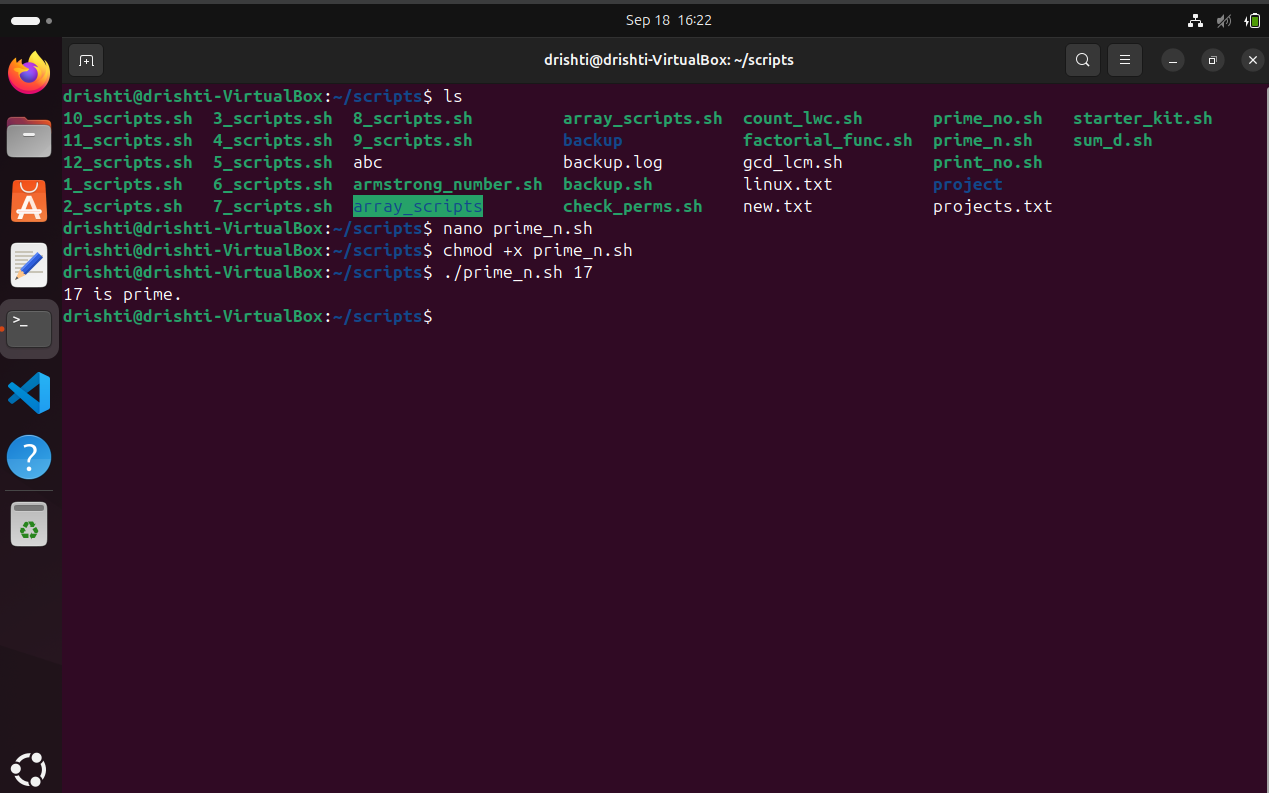 Sep 18 16:22
drishti@drishti-VirtualBox: ~/scripts
drishti@drishti-VirtualBox:~/scripts$ ls
10_scripts.sh 3_scripts.sh 8_scripts.sh array_scripts.sh count_lwc.sh prime_no.sh starter_kit.sh
11_scripts.sh 4_scripts.sh 9_scripts.sh backup factorial_func.sh prime_n.sh sum_d.sh
12_scripts.sh 5_scripts.sh abc backup.log gcd_lcm.sh print_no.sh
1_scripts.sh 6_scripts.sh armstrong_number.sh backup.sh linux.txt project
2_scripts.sh 7_scripts.sh array_scripts check_perms.sh new.txt projects.txt
drishti@drishti-VirtualBox:~/scripts$ nano prime_n.sh
drishti@drishti-VirtualBox:~/scripts$ chmod +x prime_n.sh
drishti@drishti-VirtualBox:~/scripts$ ./prime_n.sh 17
17 is prime.
drishti@drishti-VirtualBox:~/scripts$